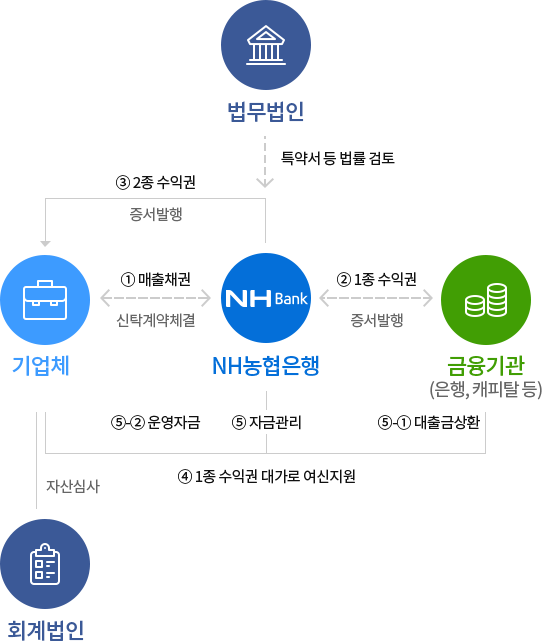 법무법인
특약서 등 법률 검토
③ 2종 수익권
증서발행
① 매출채권
신탁계약체결
NH Bank
② 1종 수익권
증서발행
기업체
NH농협은행
금융기관
(은행, 캐피탈 등)
⑤-② 운영자금
⑤ 자금관리
⑤-① 대출금상환
④ 1종 수익권 대가로 여신지원
자산심사
회계법인